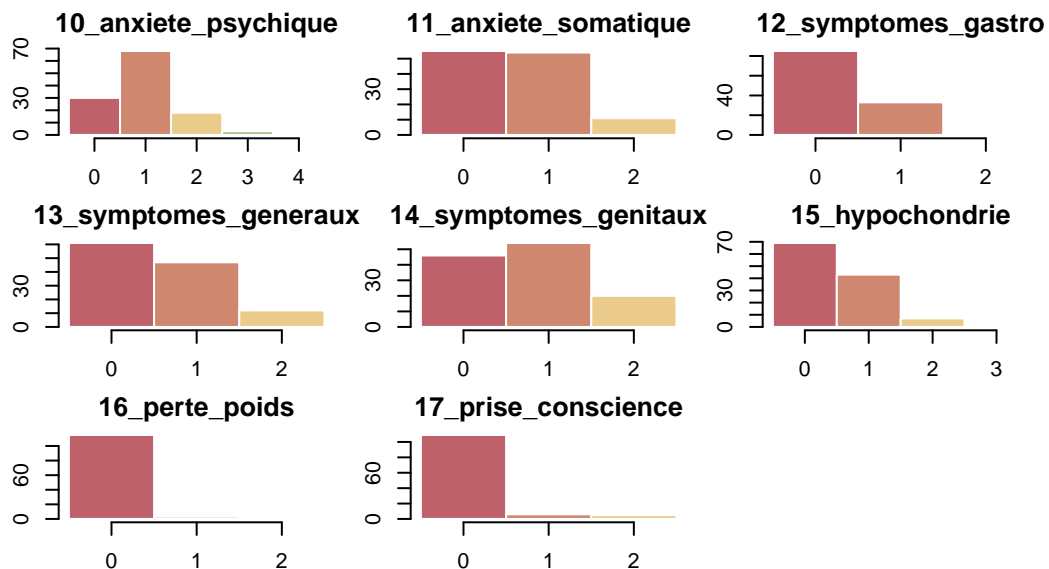 10_anxiete_psychique
70
30
0
0 1 2 3 4
11_anxiete_somatique
30
0
0 1 2
12_symptomes_gastro
40
0
0 1 2
13_symptomes_generaux
30
0
0 1 2
14_symptomes_genitaux
30
0
0 1 2
15_hypochondrie
70
30
0
0 1 2 3
16_perte_poids
60
0
0 1 2
17_prise_conscience
60
0
0 1 2